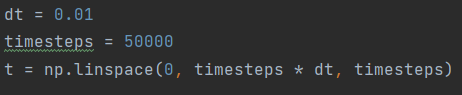 dt = 0.01
timesteps = 50000
t = np.linspace(0, timesteps * dt, timesteps)